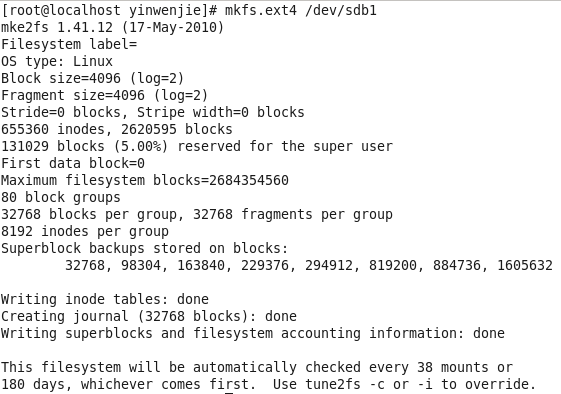 [root@localhost yinwenjie]# mkfs.ext4 /dev/sdb1
mke2fs 1.41.12 (17-May-2010)
Filesystem label=
OS type: Linux
Block size=4096 (log=2)
Fragment size=4096 (log=2)
Stride=0 blocks, Stripe width=0 blocks
655360 inodes, 2620595 blocks
131029 blocks (5.00%) reserved for the super user
First data block=0
Maximum filesystem blocks=2684354560
80 block groups
32768 blocks per group, 32768 fragments per group
8192 inodes per group
Superblock backups stored on blocks:
32768, 98304, 163840, 229376, 294912, 819200, 884736, 1605632

Writing inode tables: done
Creating journal (32768 blocks): done
Writing superblocks and filesystem accounting information: done

This filesystem will be automatically checked every 38 mounts or
180 days, whichever comes first.  Use tune2fs -c or -i to override.